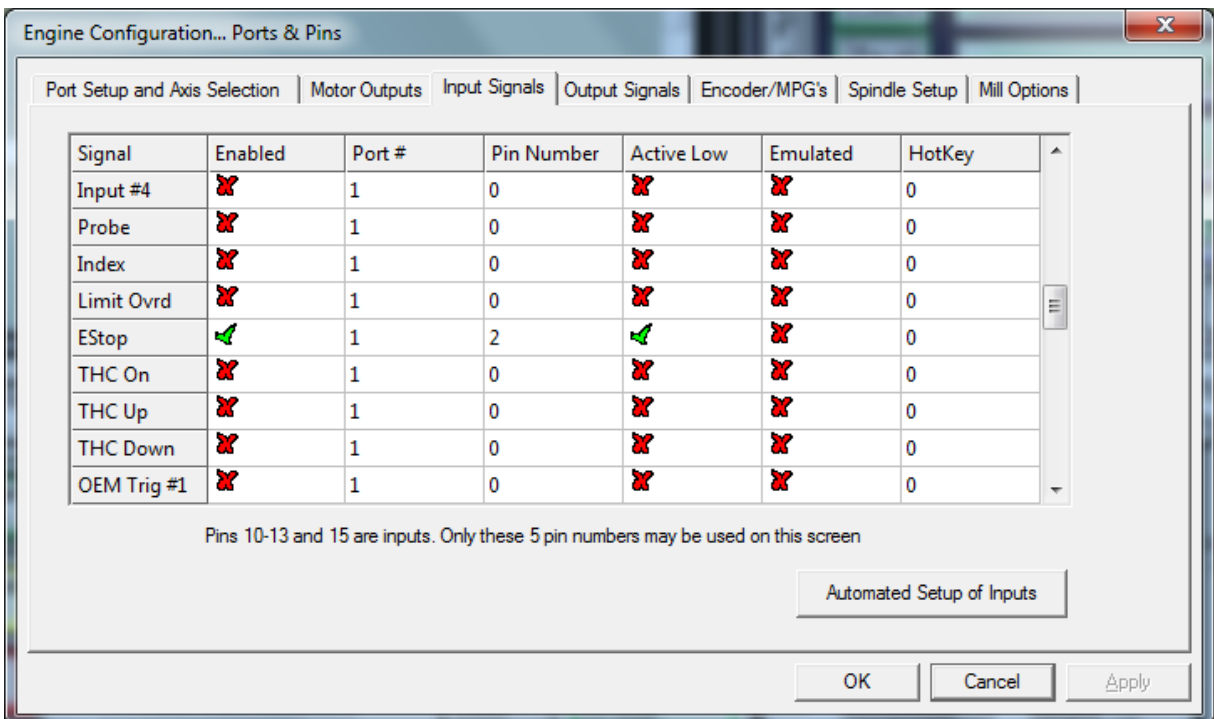 Engine Configuration... Ports & Pins
Port Setup and Axis Selection Motor Outputs Input Signals Output Signals Encoder/MPG's Spindle Setup Mill Options
Signal Enabled Port # Pin Number Active Low Emulated HotKey
Input #4 1 0 0
Probe 1 0 0
Index 1 0 0
Limit Ovrd 1 0 0
EStop 1 2 0
THC On 1 0 0
THC Up 1 0 0
THC Down 1 0 0
OEM Trig #1 1 0 0
Pins 10-13 and 15 are inputs. Only these 5 pin numbers may be used on this screen
Automated Setup of Inputs
OK Cancel Apply